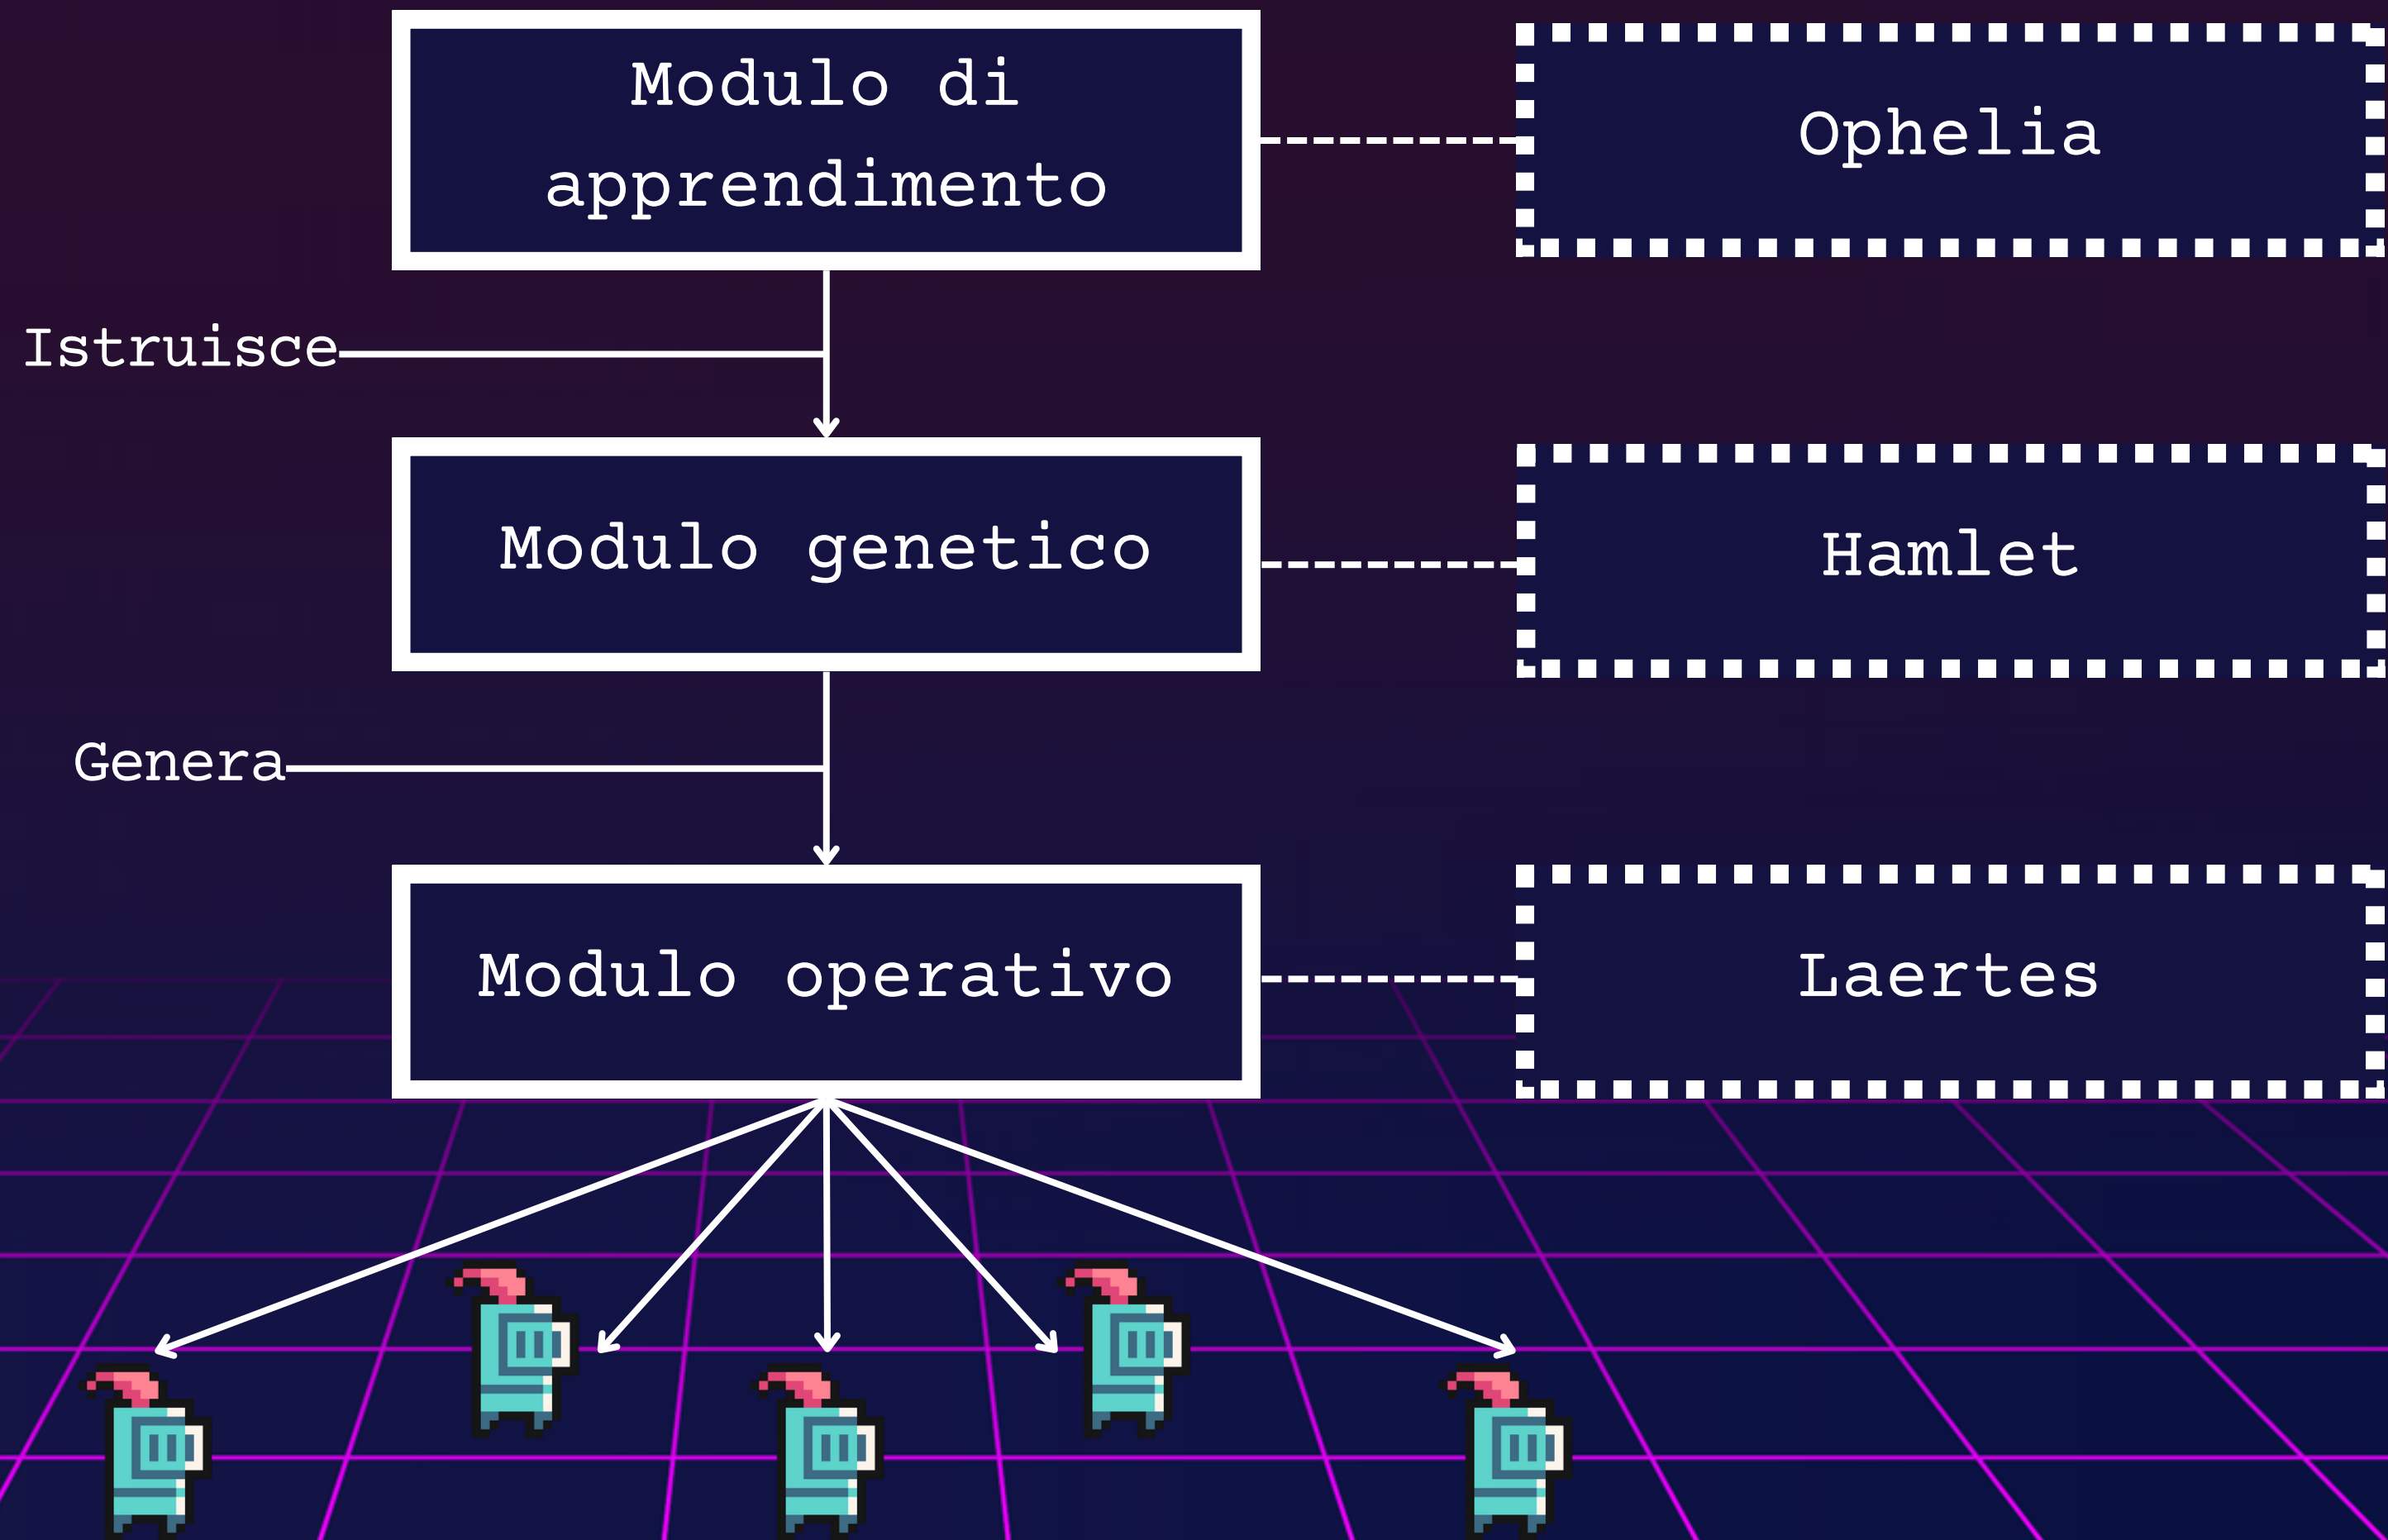 Modulo di
apprendimento
Ophelia
Istruisce
Modulo genetico
Hamlet
Genera
Modulo operativo
Laertes